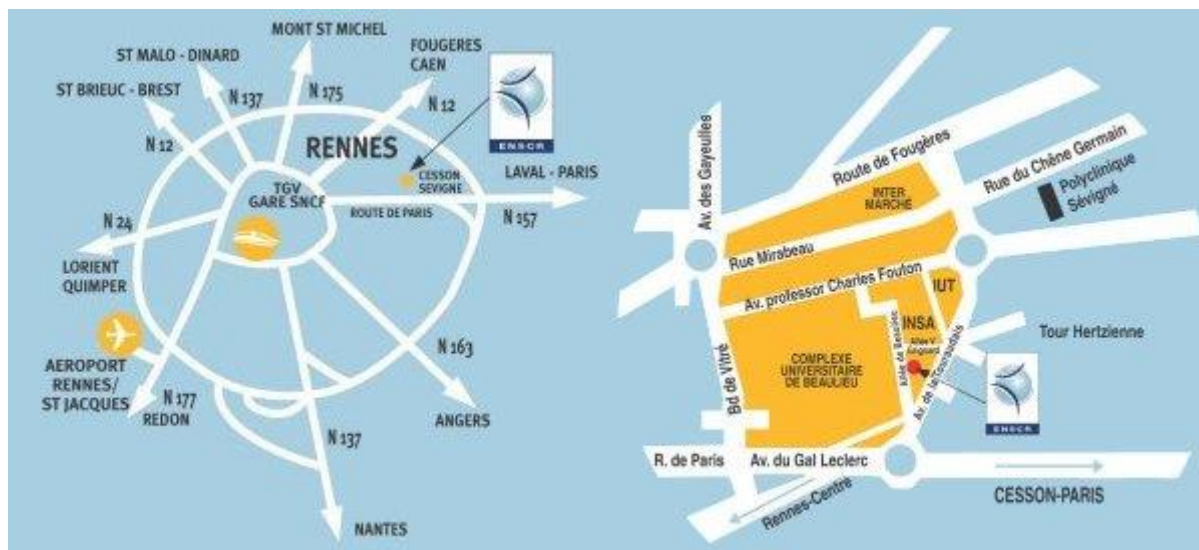 MONT ST MICHEL
ST MALO - DINARD
FOUGERES
CAEN
ST BRIEUC - BREST
N 137
N 175
N 12
N 12
ENSCR
RENNES
CESSON
SEVIGNE
LAVAL - PARIS
TGV
GARE SNCF
ROUTE DE PARIS
N 157
N 24
LORIENT
QUIMPER
AEROPORT
RENNES/
ST JACQUES
N 177
REDON
N 163
ANGERS
N 137
NANTES
Av. des Gayeulles
Route de Fougères
Rue du Chêne Germain
INTER
MARCHE
Polyclinique
Sévigné
Rue Mirabeau
Av. professor Charles Foulon
IUT
INSA
Tour Hertzienne
Allée de Beaulieu
COMPLEXE
UNIVERSITAIRE
DE BEAULIEU
Bd de Vitré
Av. de la Touraudais
ENSCR
R. de Paris
Av. du Gal Leclerc
Rennes-Centre
CESSON-PARIS